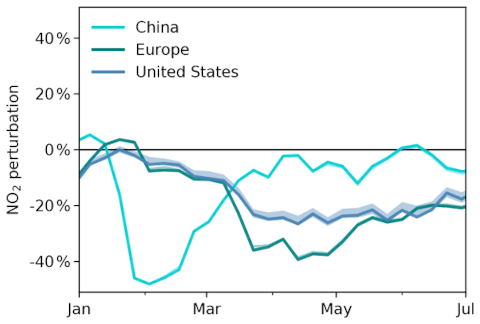 China
Europe
United States
40%
20%
0%
-20%
-40%
NO₂ perturbation
Jan
Mar
May
Jul